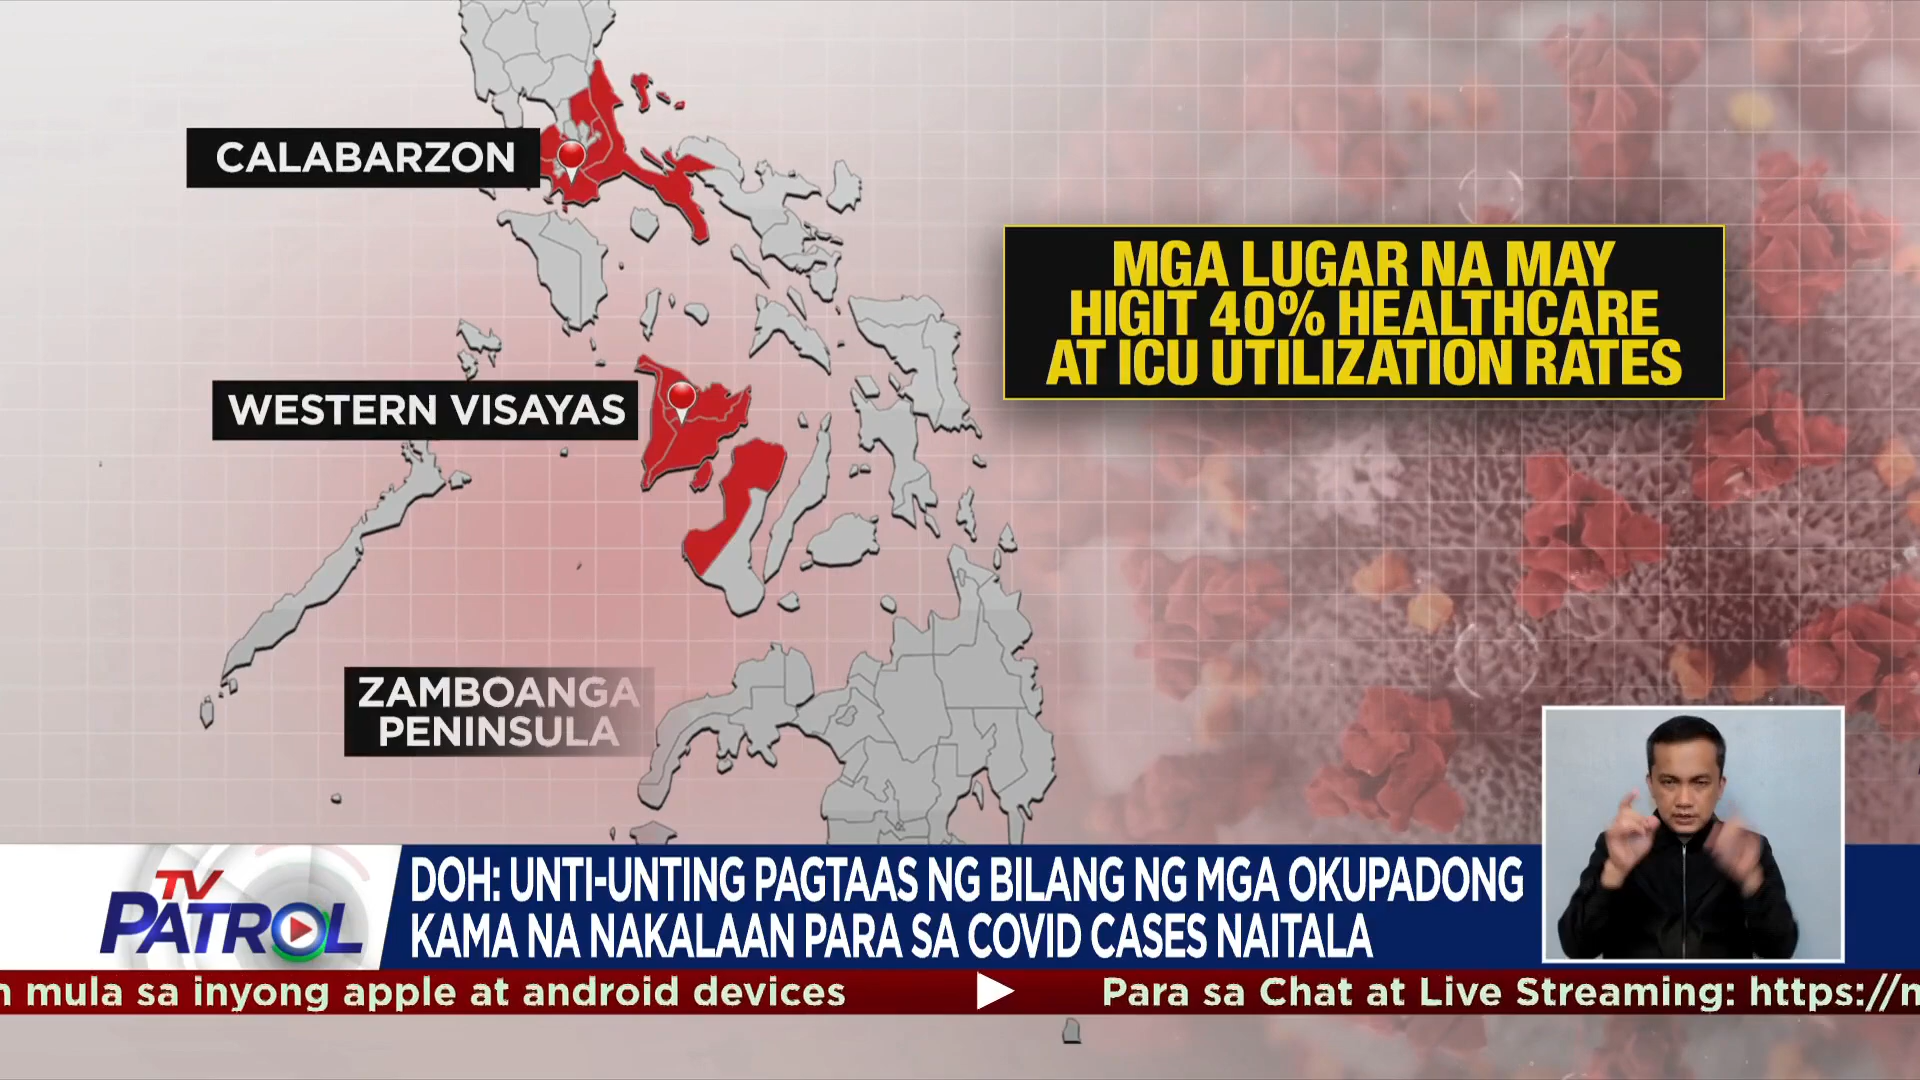 CALABARZON
MGA LUGAR NA MAY
HIGIT 40% HEALTHCARE
AT ICU UTILIZATION RATES
WESTERN VISAYAS
ZAMBOANGA
PENINSULA
TV
PATROL
DOH: UNTI-UNTING PAGTAAS NG BILANG NG MGA OKUPADONG
KAMA NA NAKALAAN PARA SA COVID CASES NAITALA
mula sa inyong apple at android devices
Para sa Chat at Live Streaming: https://